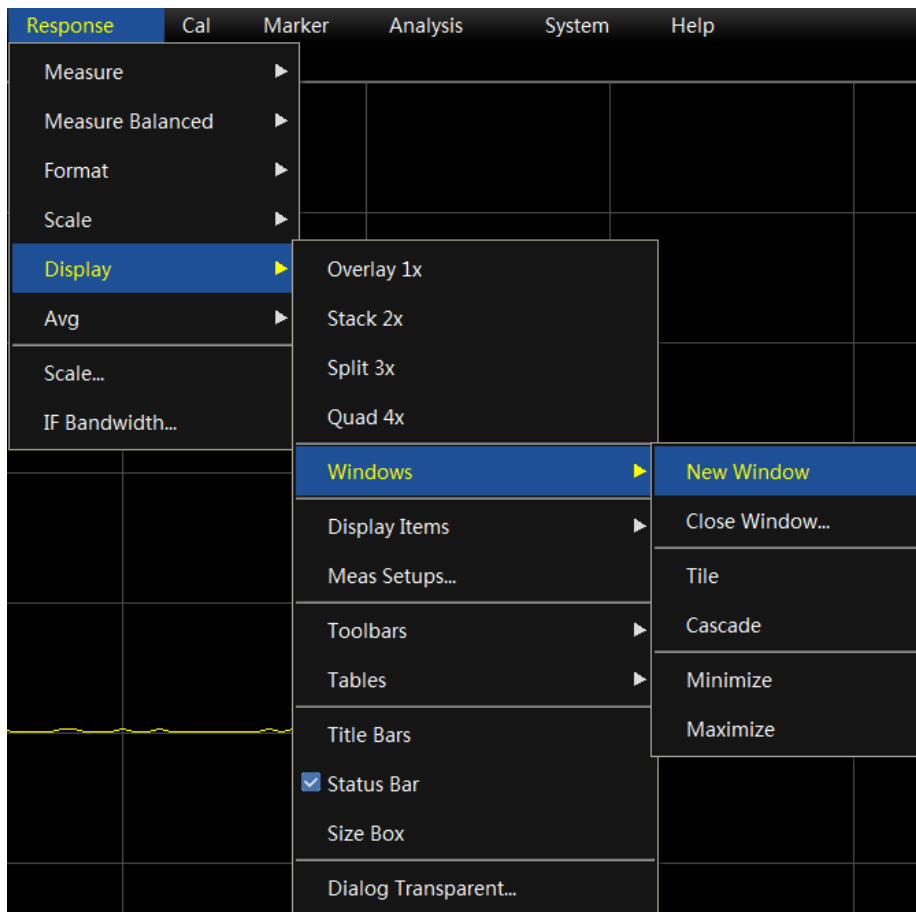 Response Cal Marker Analysis System Help
Measure
Measure Balanced
Format
Scale
Display
Avg
Scale...
IF Bandwidth...
Overlay 1x
Stack 2x
Split 3x
Quad 4x
Windows
Display Items
Meas Setups...
Toolbars
Tables
Title Bars
Status Bar
Size Box
Dialog Transparent...
New Window
Close Window...
Tile
Cascade
Minimize
Maximize